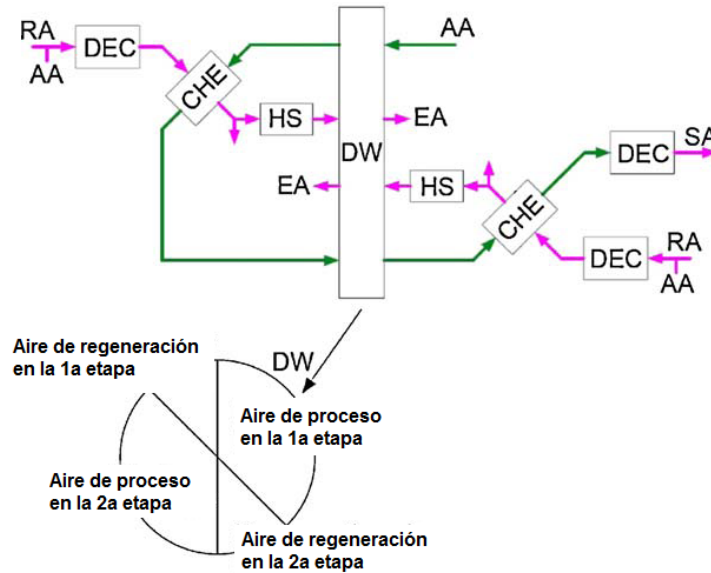 RA
AA
DEC
CHE
AA
HS
EA
DW
EA
HS
DEC
SA
CHE
DEC
RA
AA
Aire de regeneración
en la 1a etapa
DW
Aire de proceso
en la 1a etapa
Aire de proceso
en la 2a etapa
Aire de regeneración
en la 2a etapa